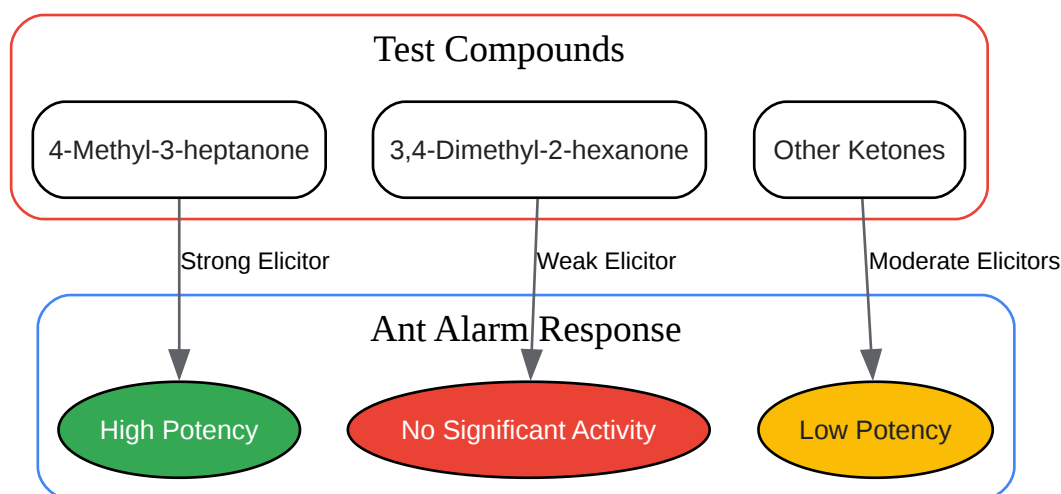 Test Compounds
4-Methyl-3-heptanone
3,4-Dimethyl-2-hexanone
Other Ketones
Strong Elicitor
Weak Elicitor
Moderate Elicitors
Ant Alarm Response
High Potency
No Significant Activity
Low Potency